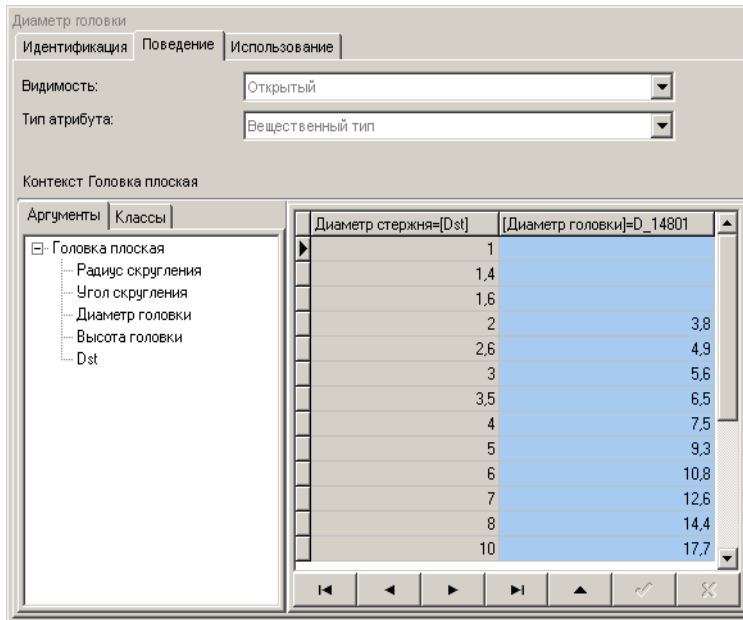 Диаметр головки
Идентификация Поведение Использование
Видимость: Открытый
Тип атрибута: Вещественный тип
Контекст Головка плоская
Аргументы Классы
Головка плоская
Радиус скругления
Угол скругления
Диаметр головки
Высота головки
Dst
Диаметр стержня=[Dst] [Диаметр головки]=D_14801
1
1,4
1,6
2 3,8
2,6 4,9
3 5,6
3,5 6,5
4 7,5
5 9,3
6 10,8
7 12,6
8 14,4
10 17,7